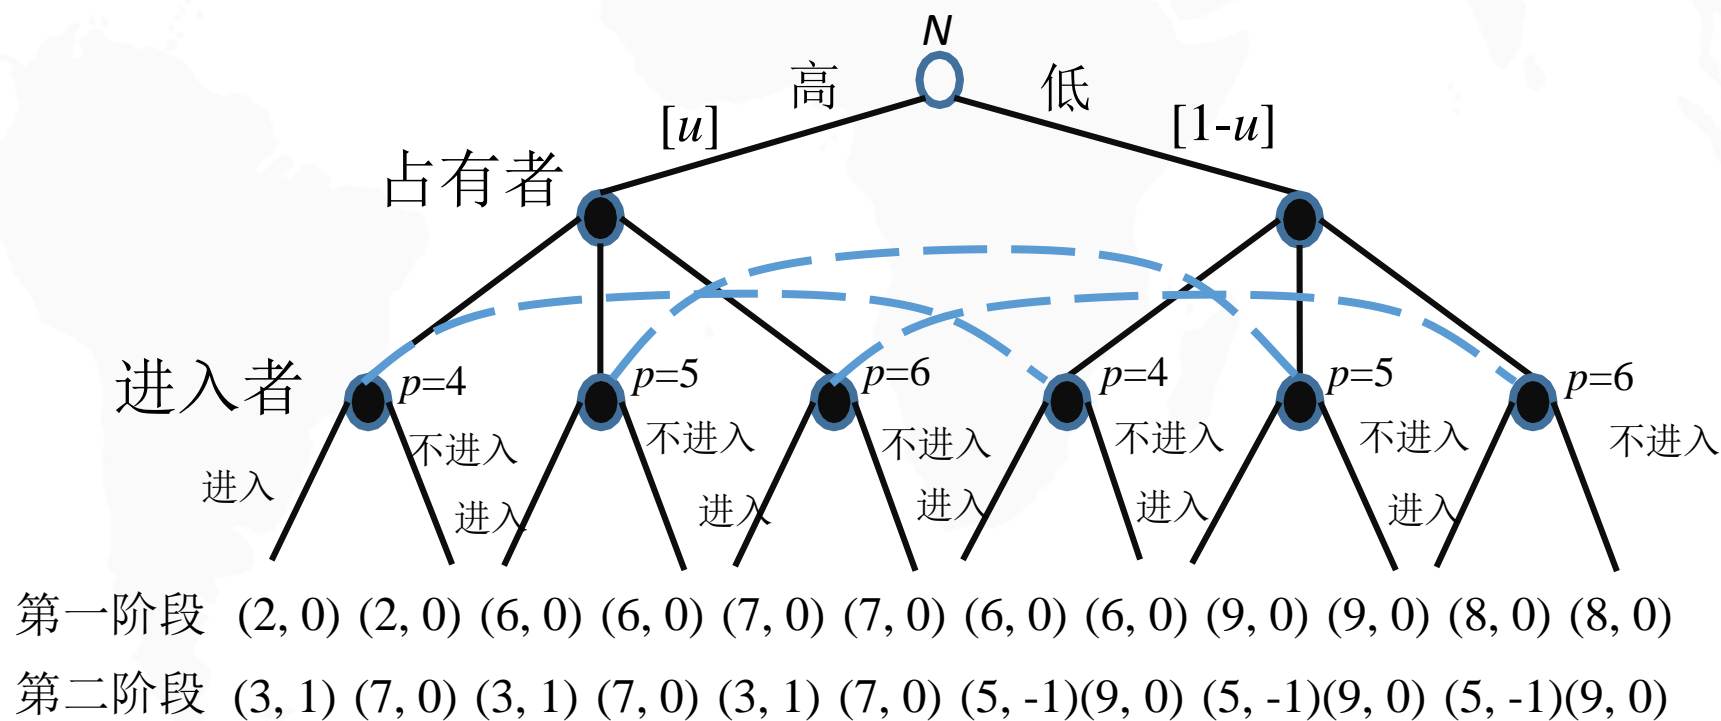 N
高 低
[u] [1-u]
占有者
进入者 p=4 p=5 p=6 p=4 p=5 p=6
不进入 不进入 不进入 不进入 不进入 不进入
进入 进入 进入 进入 进入 进入
第一阶段 (2, 0) (2, 0) (6, 0) (6, 0) (7, 0) (7, 0) (6, 0) (6, 0) (9, 0) (9, 0) (8, 0) (8, 0)
第二阶段 (3, 1) (7, 0) (3, 1) (7, 0) (3, 1) (7, 0) (5, -1)(9, 0) (5, -1)(9, 0) (5, -1)(9, 0)